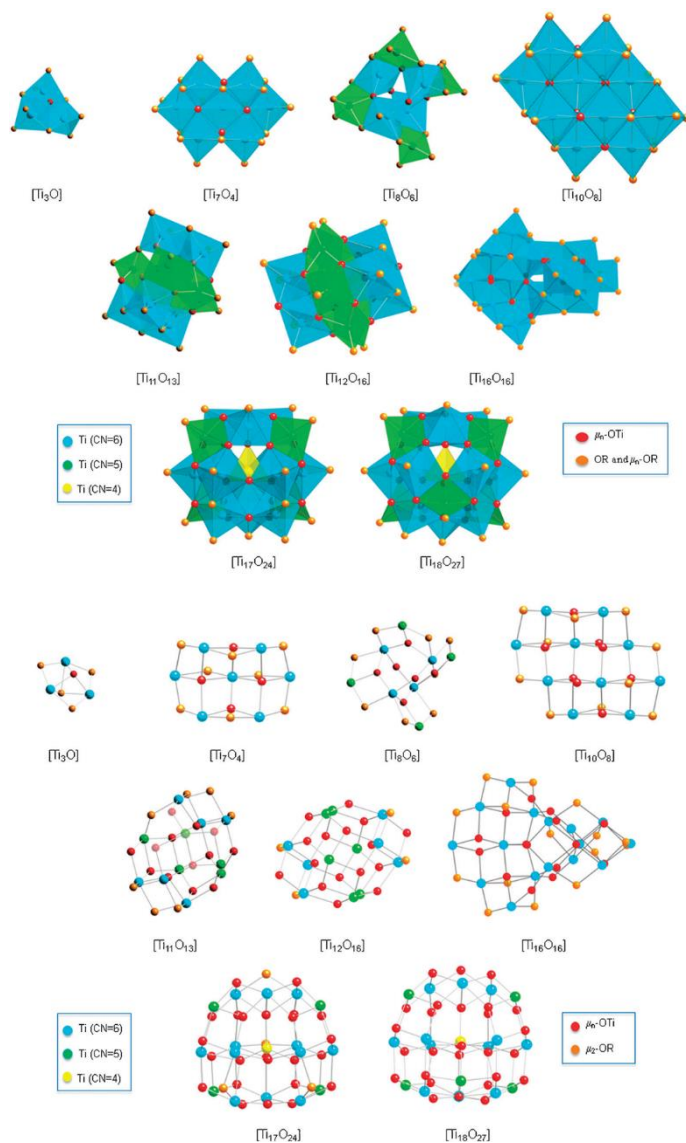 [Ti₃O]
[Ti₇O₄]
[Ti₈O₆]
[Ti₁₀O₈]
[Ti₁₁O₁₃]
[Ti₁₂O₁₆]
[Ti₁₆O₁₆]
Ti (CN=6)
Ti (CN=5)
Ti (CN=4)
μₙ-OTi
OR and μₙ-OR
[Ti₁₇O₂₄]
[Ti₁₈O₂₇]
[Ti₃O]
[Ti₇O₄]
[Ti₈O₆]
[Ti₁₀O₈]
[Ti₁₁O₁₃]
[Ti₁₂O₁₆]
[Ti₁₆O₁₆]
Ti (CN=6)
Ti (CN=5)
Ti (CN=4)
μₙ-OTi
μ₂-OR
[Ti₁₇O₂₄]
[Ti₁₈O₂₇]